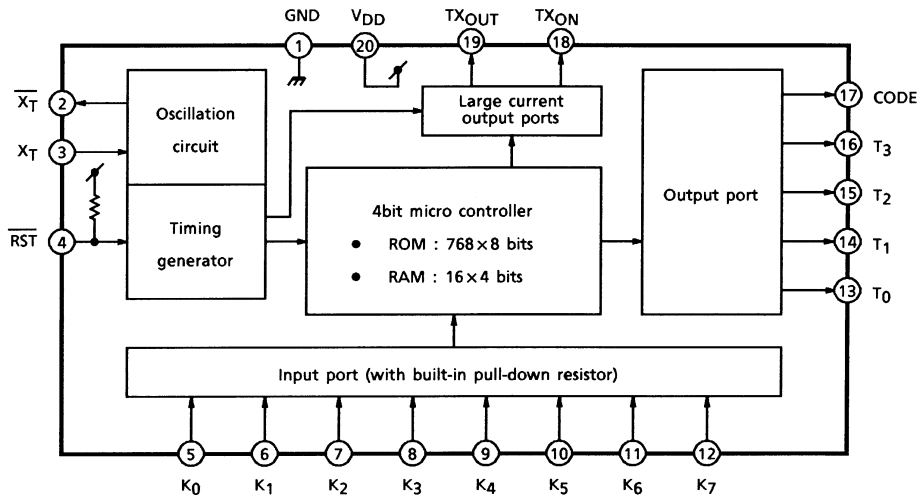 GND
VDD
TXOUT
TXON
1
20
19
18
X̅T̅
2
Oscillation
circuit
Large current
output ports
17
CODE
XT
3
16
T3
4bit micro controller
Output port
15
T2
R̅S̅T̅
4
Timing
generator
● ROM : 768×8 bits
● RAM : 16×4 bits
14
T1
13
T0
Input port (with built-in pull-down resistor)
5
6
7
8
9
10
11
12
K0
K1
K2
K3
K4
K5
K6
K7